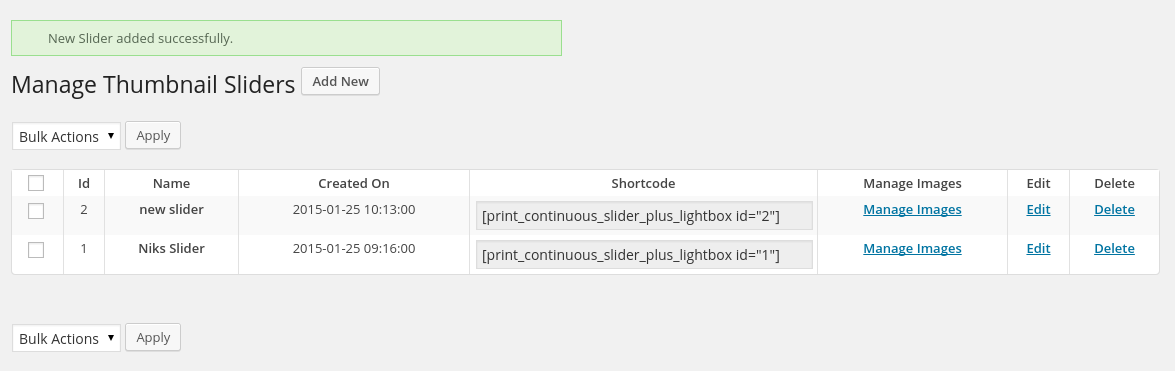 New Slider added successfully.
Manage Thumbnail Sliders Add New
Bulk Actions Apply
Id Name Created On Shortcode Manage Images Edit Delete
2 new slider 2015-01-25 10:13:00 [print_continuous_slider_plus_lightbox id="2"] Manage Images Edit Delete
1 Niks Slider 2015-01-25 09:16:00 [print_continuous_slider_plus_lightbox id="1"] Manage Images Edit Delete
Bulk Actions Apply